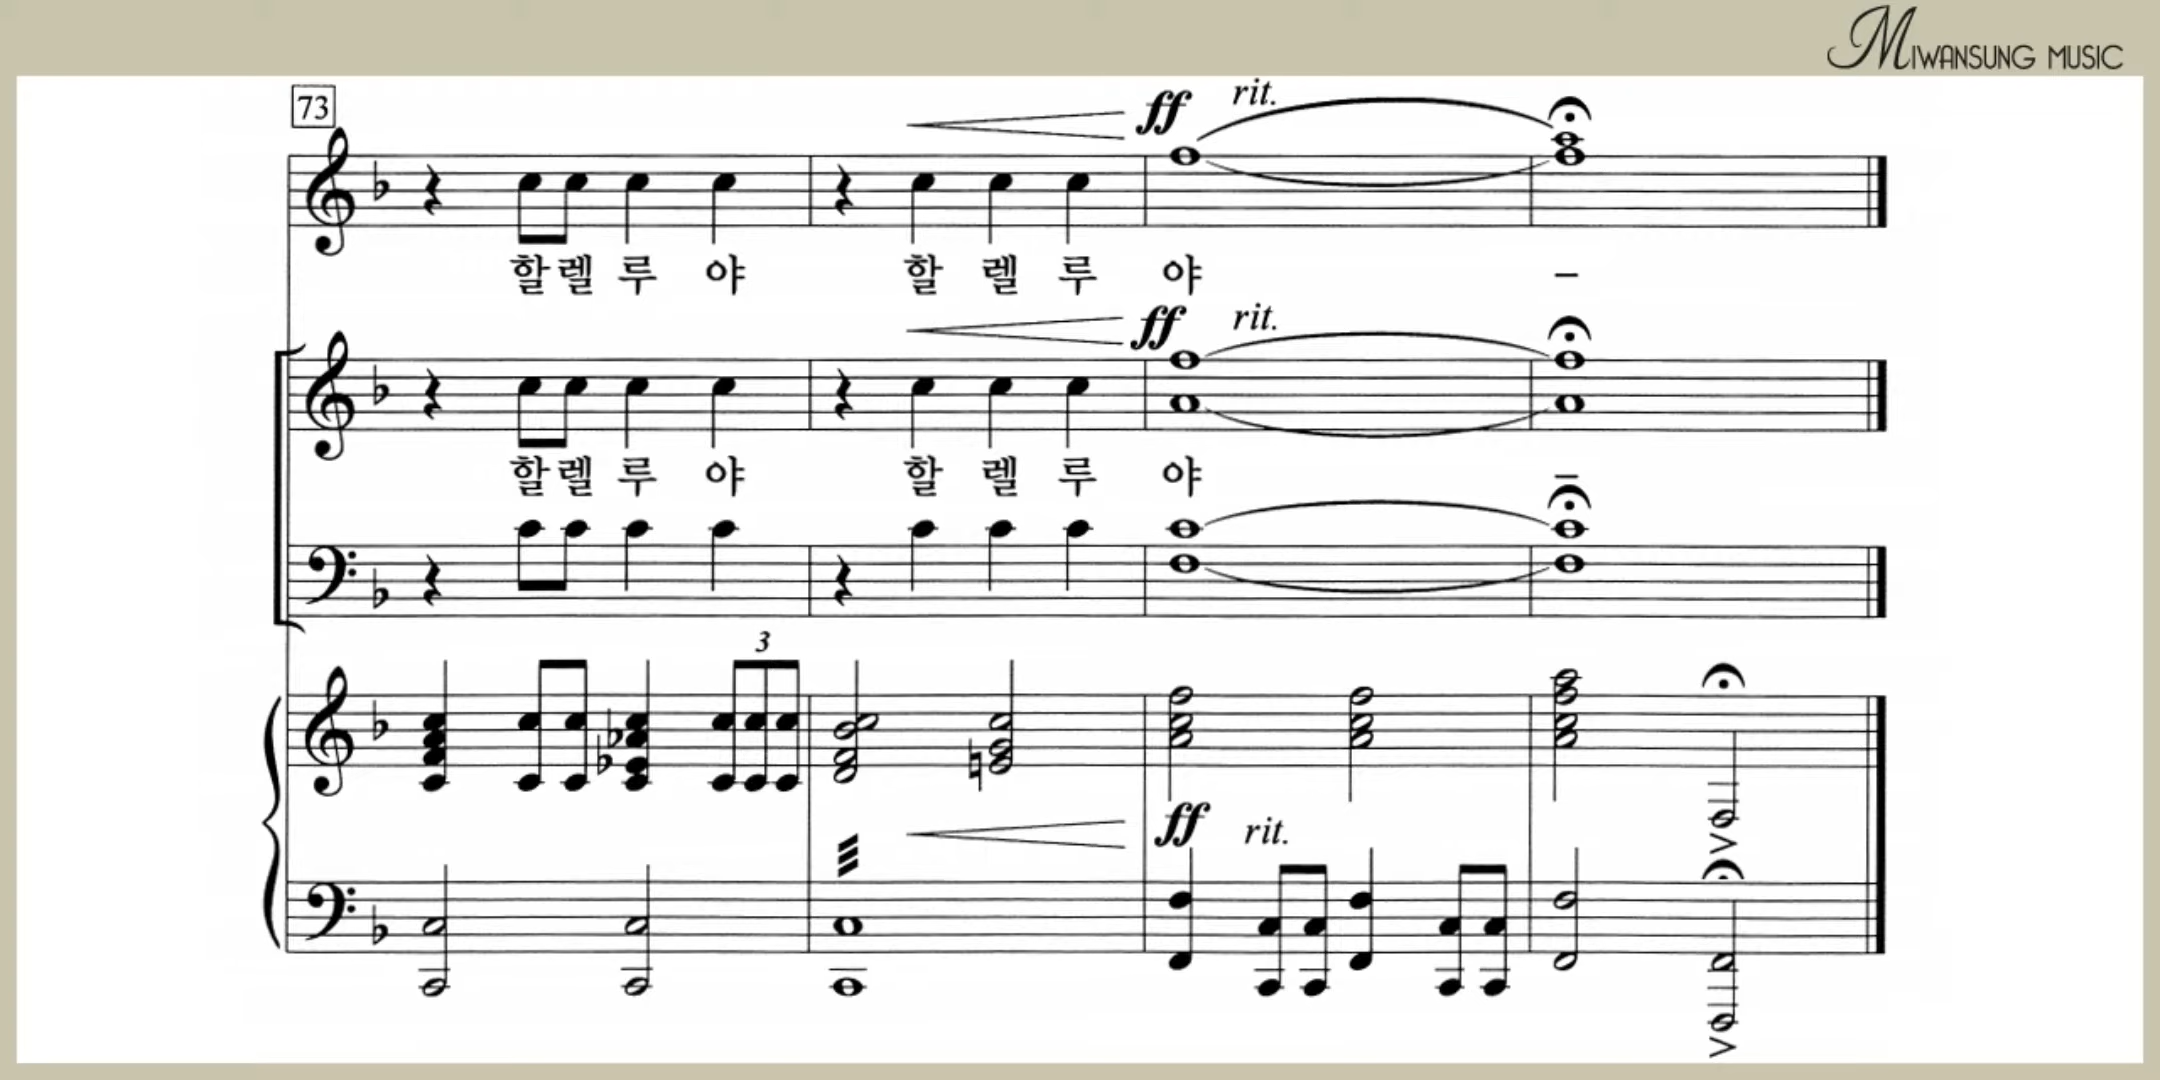 MIWANSUNG MUSIC
73
ff rit.
할 렐 루 야 할 렐 루 야 –
ff rit.
할 렐 루 야 할 렐 루 야 –
3
ff rit.